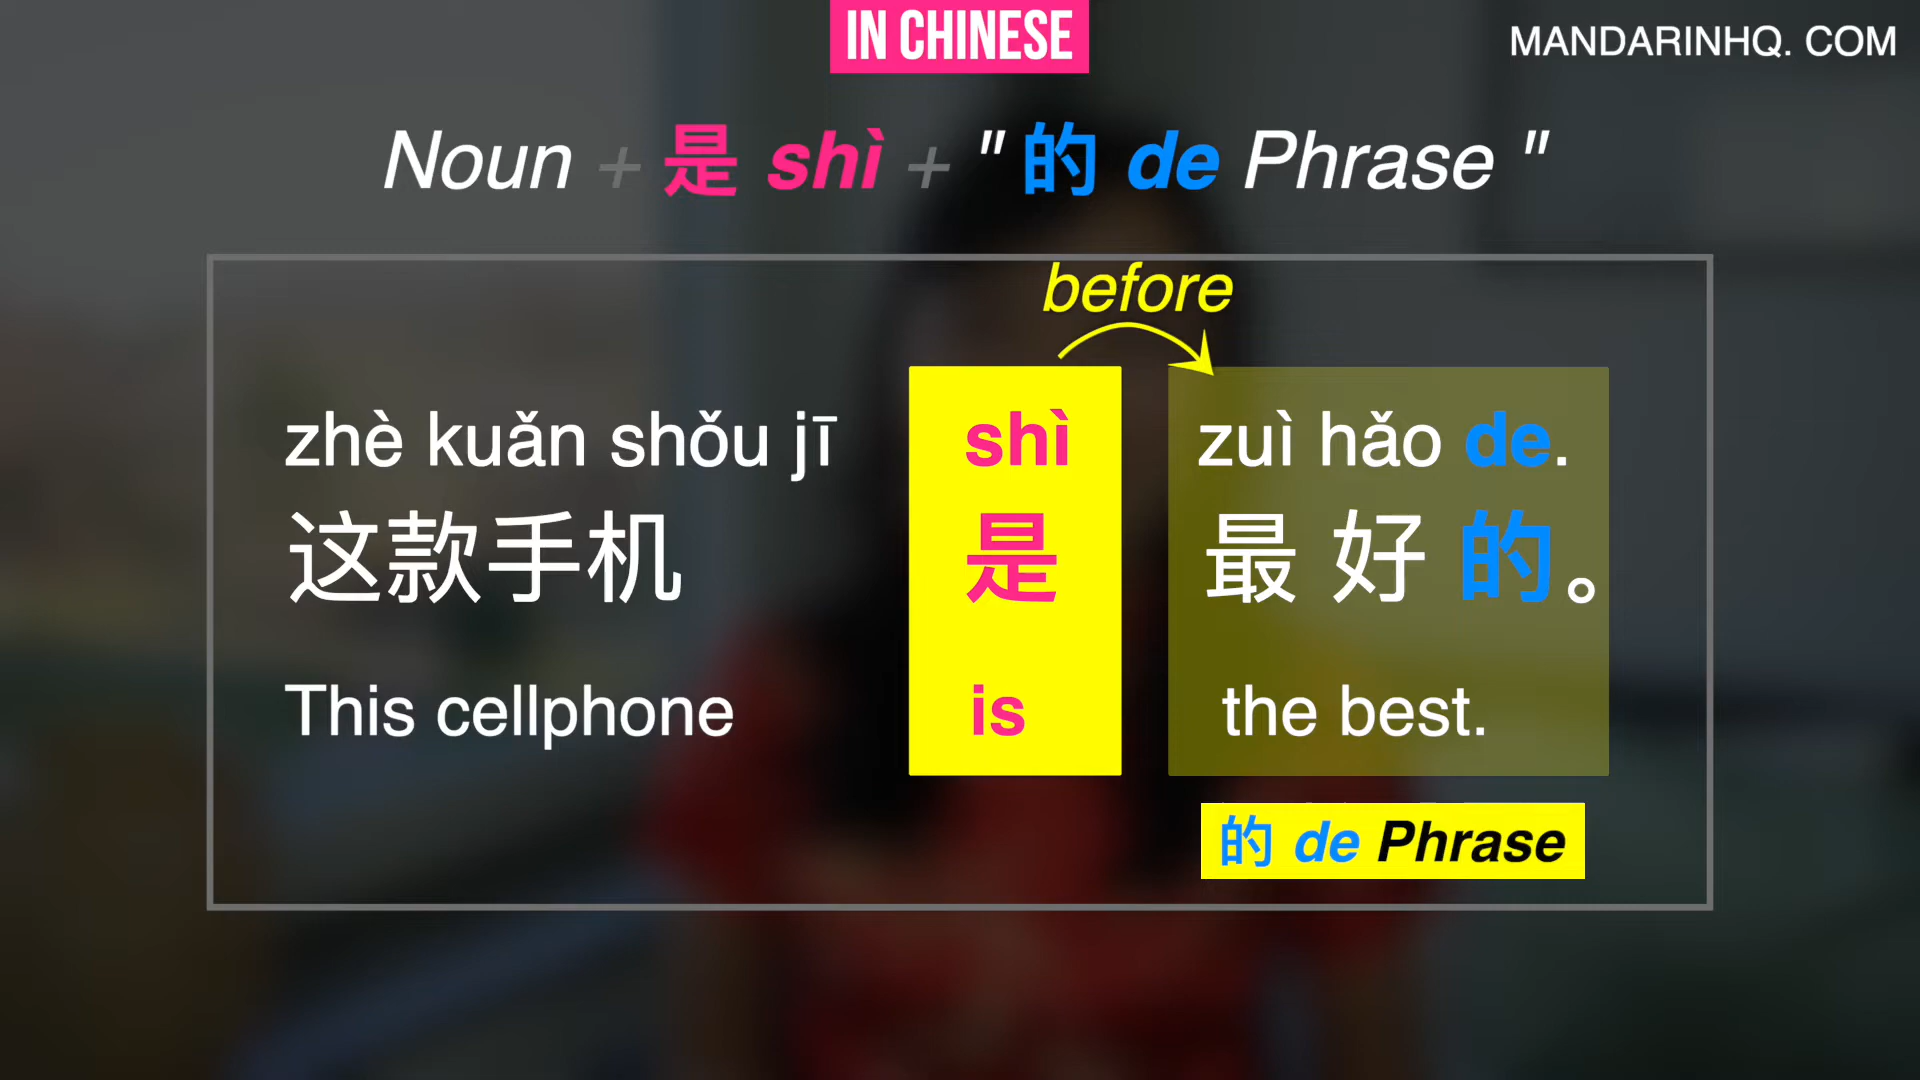 IN CHINESE
MANDARINHQ. COM
Noun + 是 shì + " 的 de Phrase "
before
zhè kuǎn shǒu jī shì zuì hǎo de.
这款手机 是 最 好 的。
This cellphone is the best.
的 de Phrase